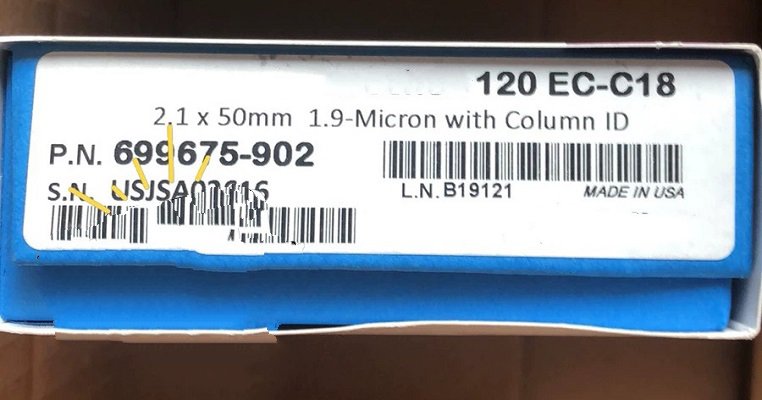 120 EC-C18
2.1 x 50mm 1.9-Micron with Column ID
P.N. 699675-902
S.N.
L.N. B19121 MADE IN USA